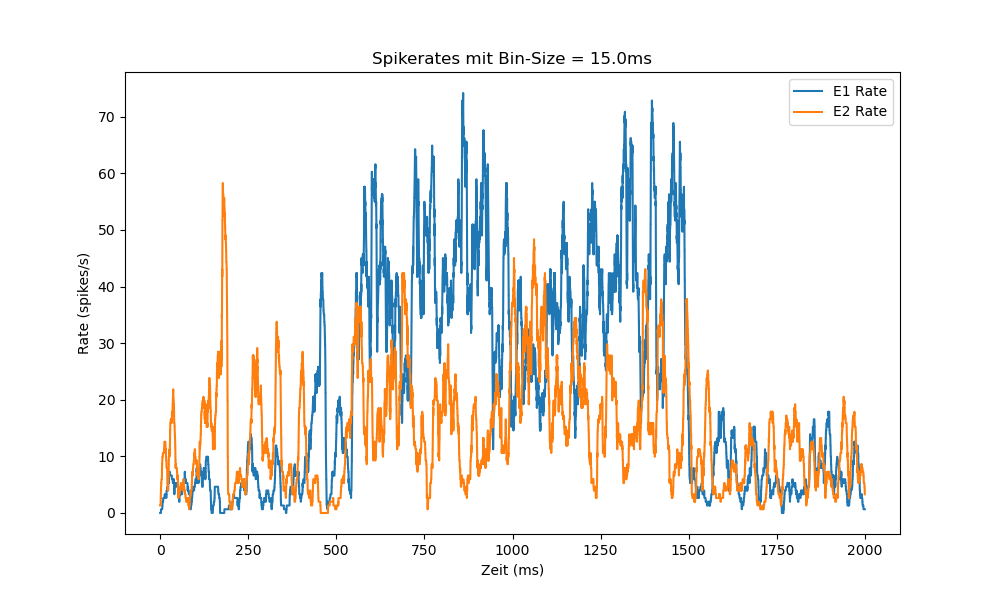 Spikerates mit Bin-Size = 15.0ms
E1 Rate
E2 Rate
Rate (spikes/s)
70
60
50
40
30
20
10
0
0 250 500 750 1000 1250 1500 1750 2000
Zeit (ms)